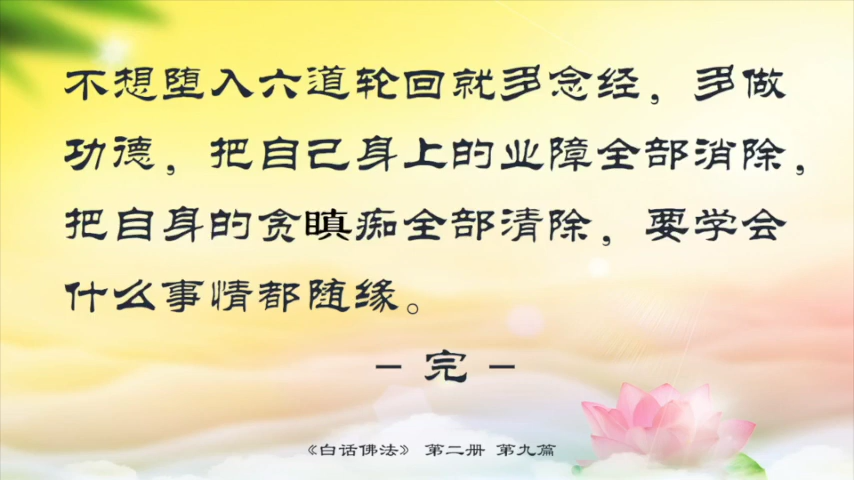 不想堕入六道轮回就多念经，多做
功德，把自己身上的业障全部消除，
把自身的贪瞋痴全部清除，要学会
什么事情都随缘。
- 完 -
《白话佛法》 第二册 第九篇